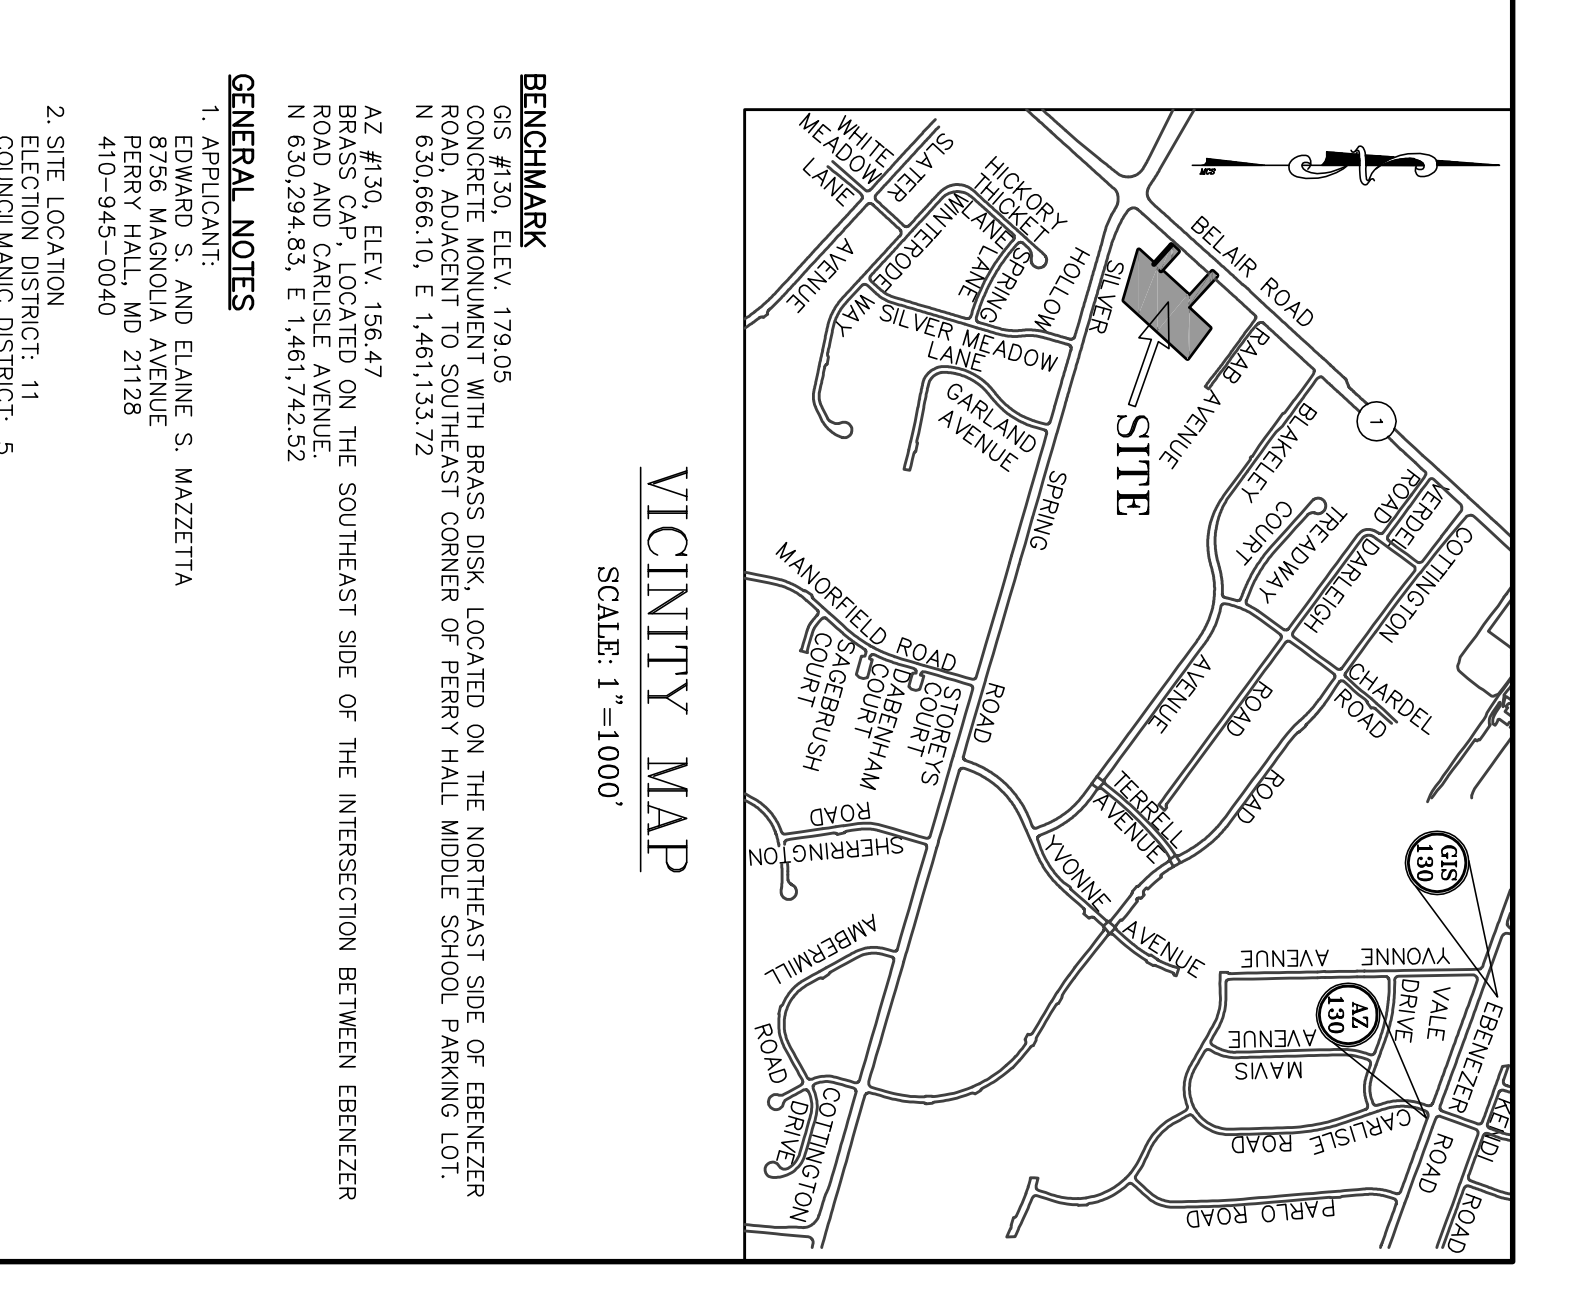 MCS
BELAIR ROAD
1
WHITE
MEADOW
LANE
SLATER
AVENUE
HICKORY
THICKET
LANE
WINTERODE
WAY
SPRING
LANE
HOLLOW
SILVER
SILVER MEADOW
LANE
GARLAND
AVENUE
SPRING
ROAD
SITE
RAAB
AVENUE
BLAKELEY
AVENUE
TREADWAY
COURT
VERDEL
ROAD
DARLEIGH
ROAD
COTTINGTON
ROAD
CHARDEL
ROAD
MANORFIELD ROAD
SAGEBRUSH
COURT
DABENHAM
COURT
STOREYS
COURT
TERRELL
AVENUE
YVONNE
AVENUE
SHERRINGTON
ROAD
AMBERMILL
ROAD
COTTINGTON
DRIVE
GIS
130
AZ
130
YVONNE
AVENUE
VALE
DRIVE
MAVIS
AVENUE
EBENEZER
ROAD
CARLISLE ROAD
PARLO ROAD
ROAD
VICINITY MAP
SCALE: 1"=1000'
BENCHMARK
GIS #130, ELEV. 179.05
CONCRETE MONUMENT WITH BRASS DISK, LOCATED ON THE NORTHEAST SIDE OF EBENEZER
ROAD, ADJACENT TO SOUTHEAST CORNER OF PERRY HALL MIDDLE SCHOOL PARKING LOT.
N 630,666.10, E 1,461,133.72
AZ #130, ELEV. 156.47
BRASS CAP, LOCATED ON THE SOUTHEAST SIDE OF THE INTERSECTION BETWEEN EBENEZER
ROAD AND CARLISLE AVENUE.
N 630,294.83, E 1,461,742.52
GENERAL NOTES
1. APPLICANT:
EDWARD S. AND ELAINE S. MAZZETTA
8756 MAGNOLIA AVENUE
PERRY HALL, MD 21128
410-945-0040
2. SITE LOCATION
ELECTION DISTRICT: 11
COUNCILMANIC DISTRICT: 5